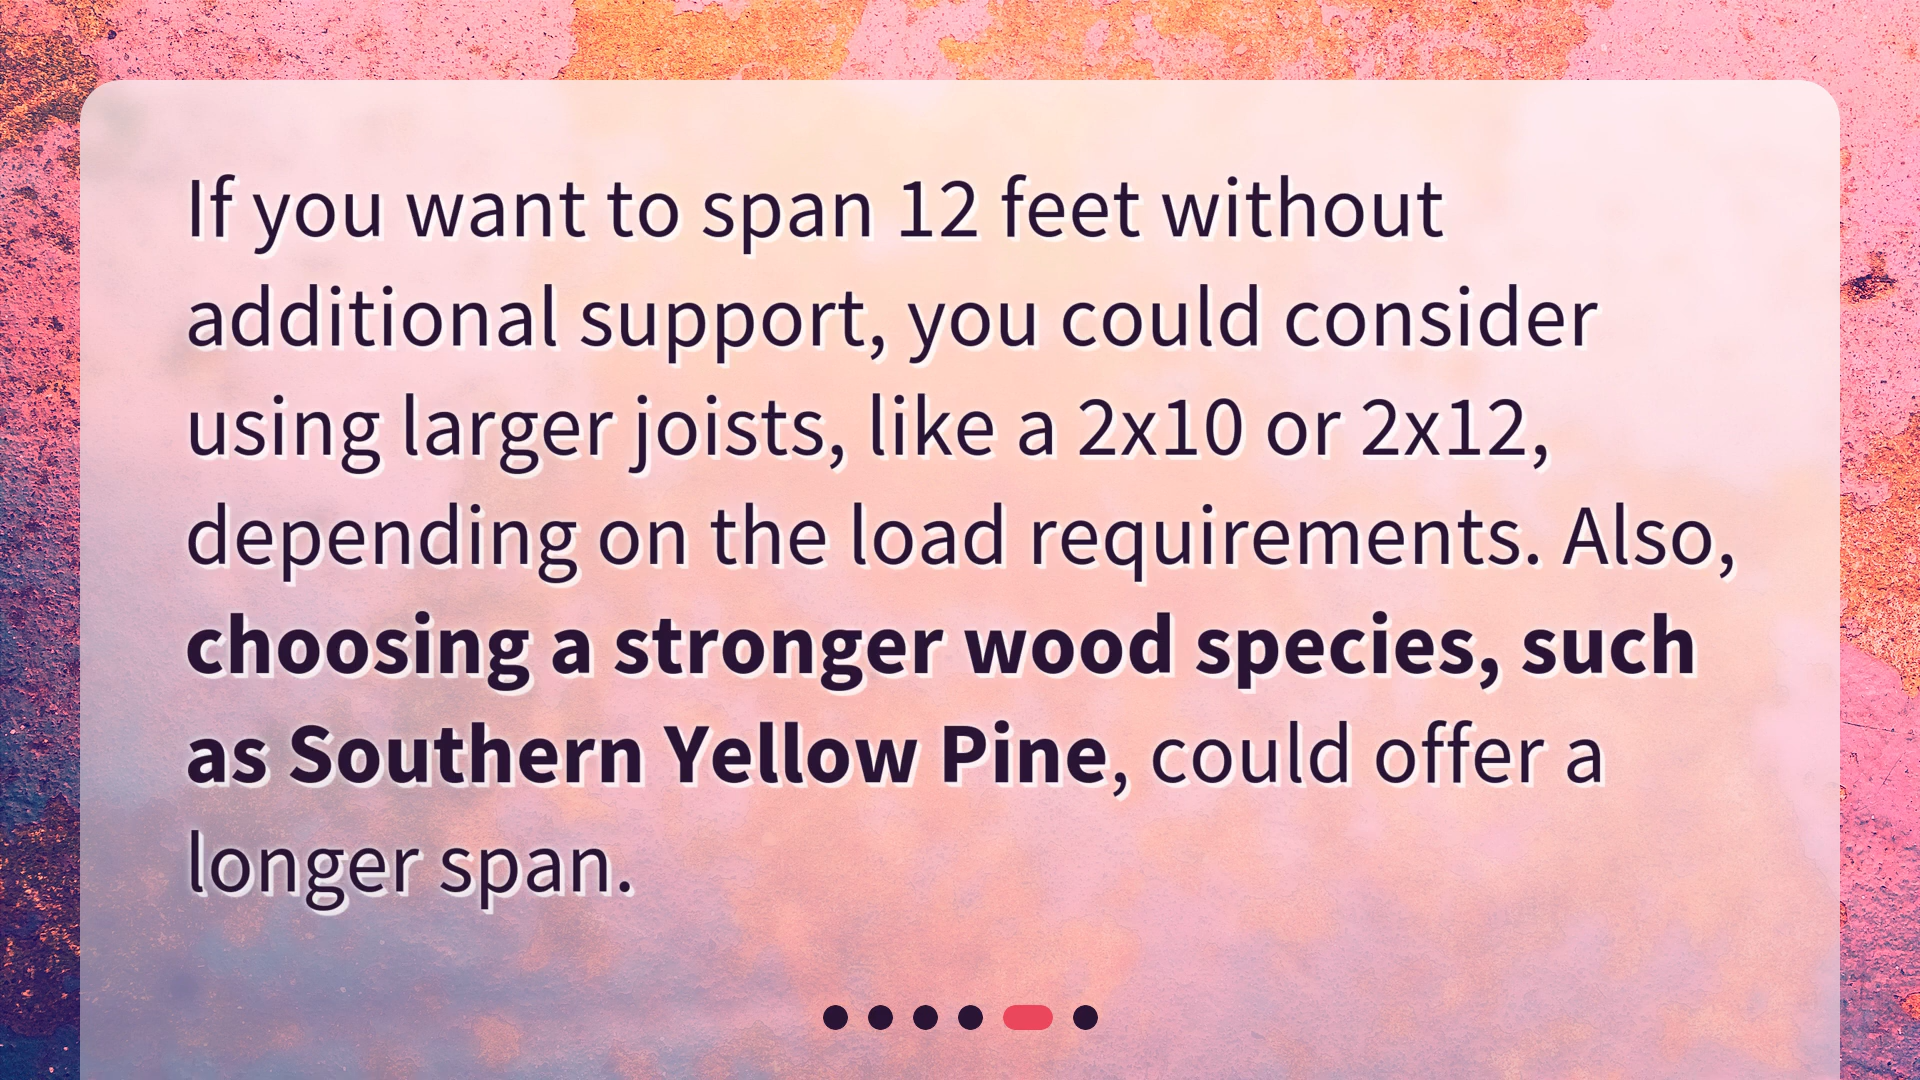 If you want to span 12 feet without
additional support, you could consider
using larger joists, like a 2x10 or 2x12,
depending on the load requirements. Also,
choosing a stronger wood species, such
as Southern Yellow Pine, could offer a
longer span.